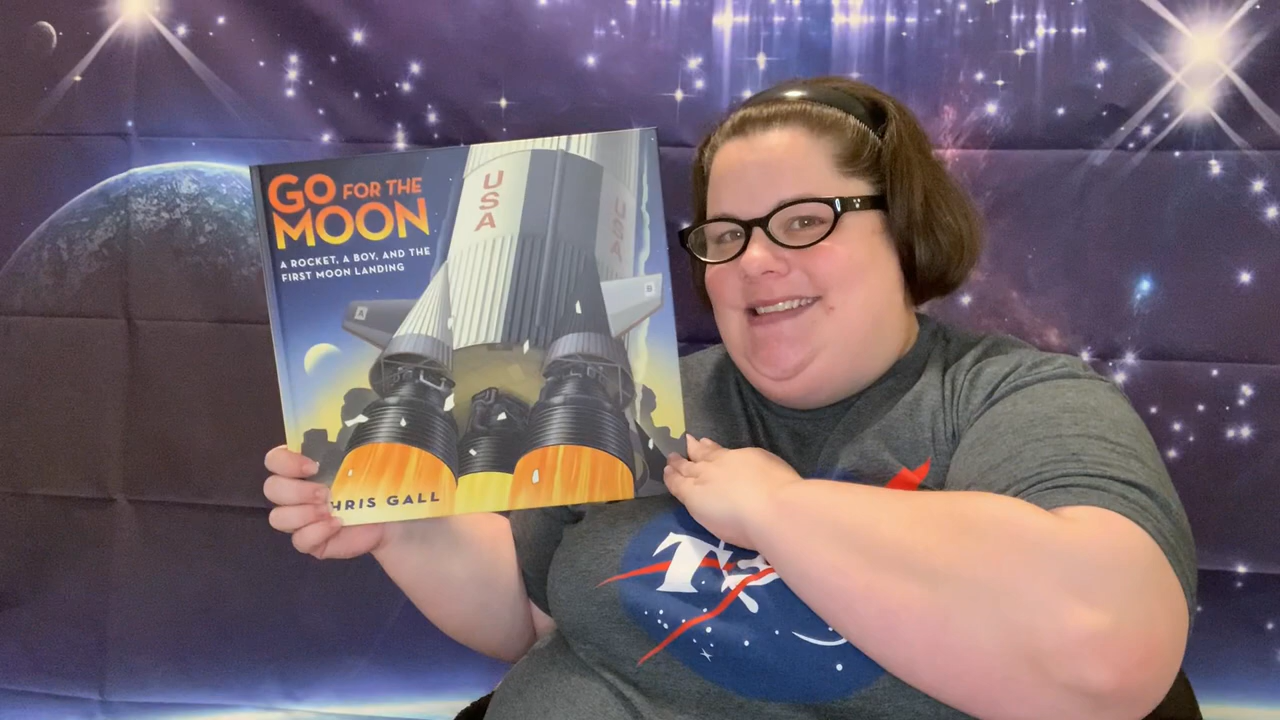 GO FOR THE
MOON
A ROCKET, A BOY, AND THE
FIRST MOON LANDING
USA
USA
HRIS GALL